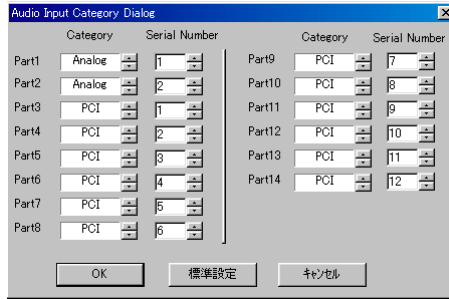 Audio Input Category Dialog
Category Serial Number Category Serial Number
Part1 Analog 1 Part9 PCI 7
Part2 Analog 2 Part10 PCI 8
Part3 PCI 1 Part11 PCI 9
Part4 PCI 2 Part12 PCI 10
Part5 PCI 3 Part13 PCI 11
Part6 PCI 4 Part14 PCI 12
Part7 PCI 5
Part8 PCI 6
OK 標準設定 キャンセル